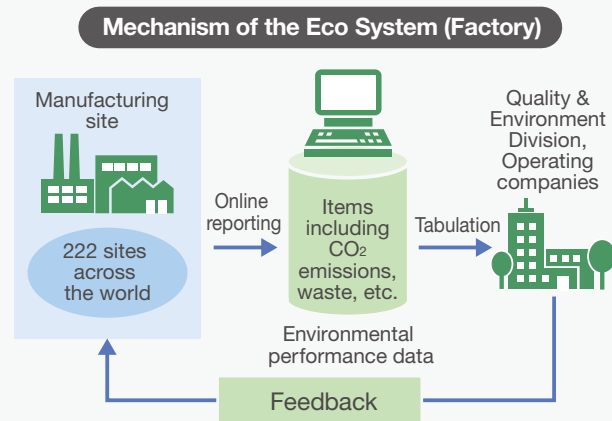 Mechanism of the Eco System (Factory)
Manufacturing
site
222 sites
across
the world
Online
reporting
Items
including
CO₂
emissions,
waste, etc.
Environmental
performance data
Tabulation
Quality &
Environment
Division,
Operating
companies
Feedback